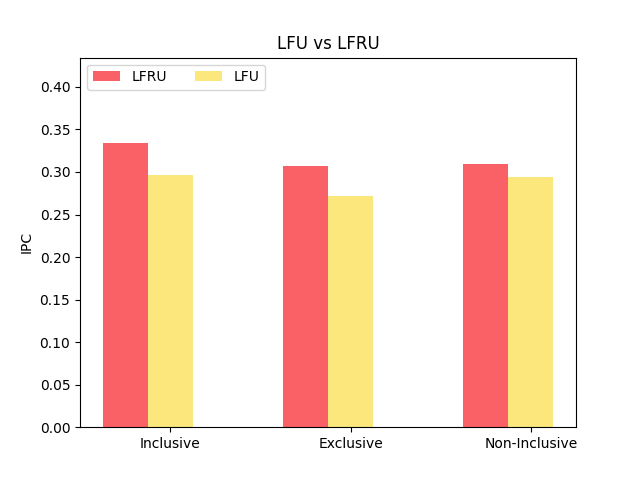 LFU vs LFRU
LFRU
LFU
0.40
0.35
0.30
0.25
0.20
0.15
0.10
0.05
0.00
IPC
Inclusive
Exclusive
Non-Inclusive